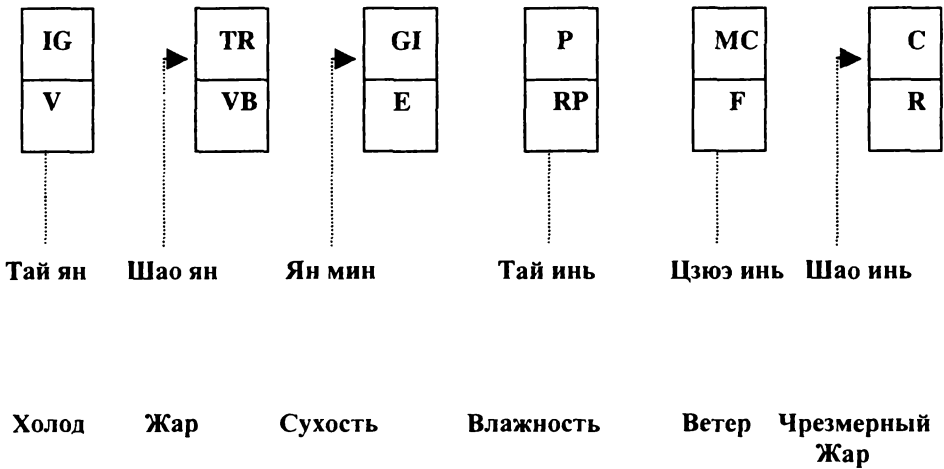 IG TR GI P MC C
V VB E RP F R
Тай ян Шао ян Ян мин Тай инь Цзюэ инь Шао инь
Холод Жар Сухость Влажность Ветер Чрезмерный
Жар